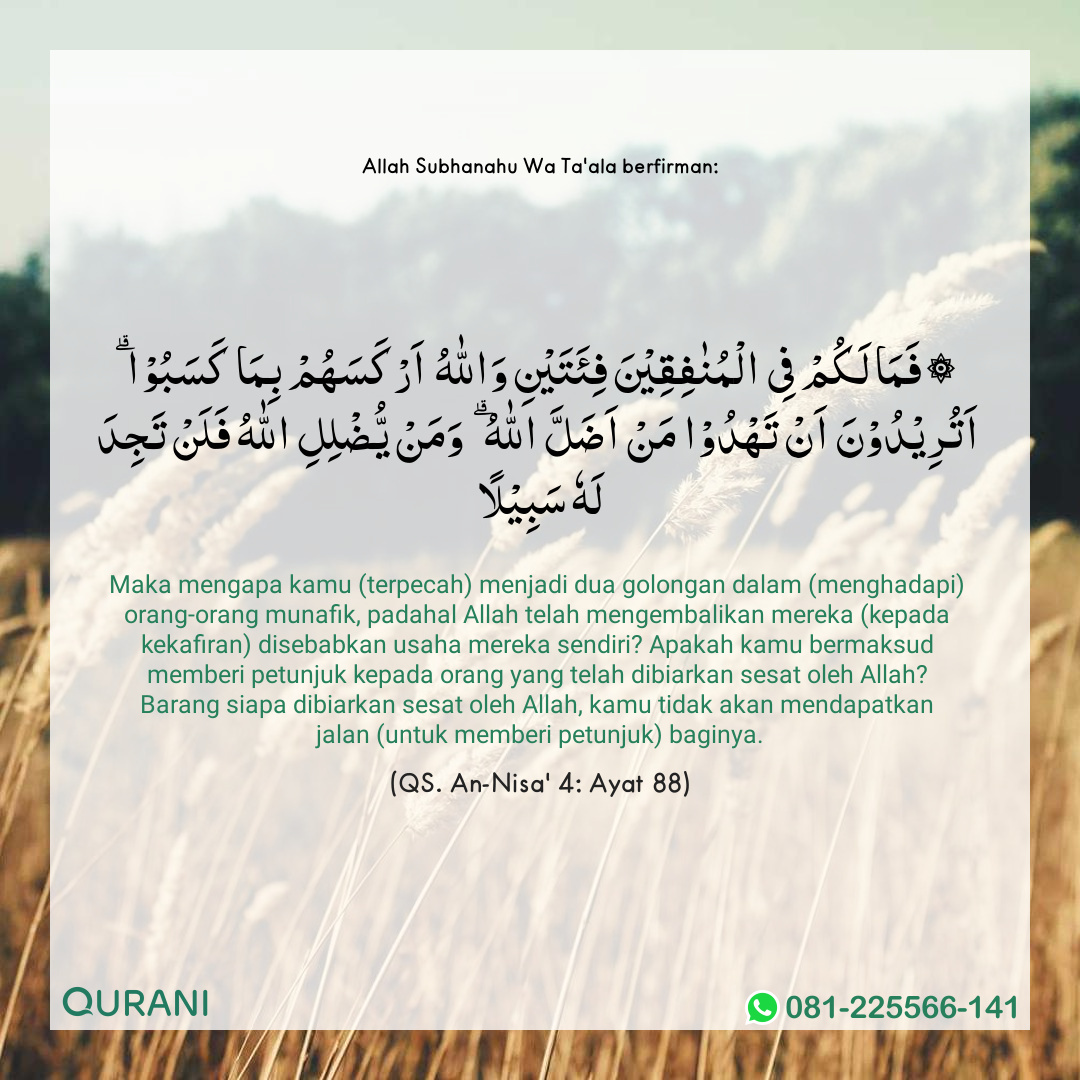 Allah Subhanahu Wa Ta'ala berfirman:
۞ فَمَا لَـكُمْ فِى الْمُنٰفِقِيْنَ فِئَـتَيْنِ وَاللّٰهُ اَرْكَسَهُمْ بِمَا كَسَبُوْا ۗ
اَ تُرِيْدُوْنَ اَنْ تَهْدُوْا مَنْ اَضَلَّ اللّٰهُ ۗ وَمَنْ يُّضْلِلِ اللّٰهُ فَلَنْ تَجِدَ
لَهٗ سَبِيْلًا
Maka mengapa kamu (terpecah) menjadi dua golongan dalam (menghadapi)
orang-orang munafik, padahal Allah telah mengembalikan mereka (kepada
kekafiran) disebabkan usaha mereka sendiri? Apakah kamu bermaksud
memberi petunjuk kepada orang yang telah dibiarkan sesat oleh Allah?
Barang siapa dibiarkan sesat oleh Allah, kamu tidak akan mendapatkan
jalan (untuk memberi petunjuk) baginya.
(QS. An-Nisa' 4: Ayat 88)
QURANI
081-225566-141